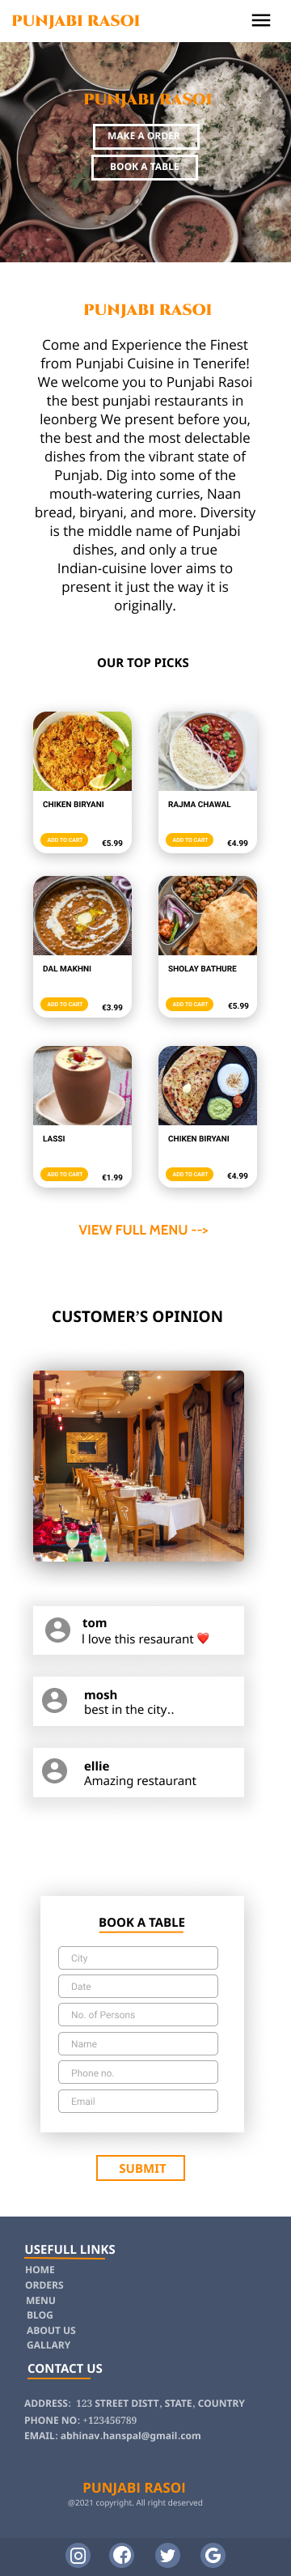 PUNJABI RASOI
PUNJABI RASOI
MAKE A ORDER
BOOK A TABLE
PUNJABI RASOI
Come and Experience the Finest
from Punjabi Cuisine in Tenerife!
We welcome you to Punjabi Rasoi
the best punjabi restaurants in
leonberg We present before you,
the best and the most delectable
dishes from the vibrant state of
Punjab. Dig into some of the
mouth-watering curries, Naan
bread, biryani, and more. Diversity
is the middle name of Punjabi
dishes, and only a true
Indian-cuisine lover aims to
present it just the way it is
originally.
OUR TOP PICKS
CHIKEN BIRYANI
ADD TO CART
€5.99
RAJMA CHAWAL
ADD TO CART
€4.99
DAL MAKHNI
ADD TO CART
€3.99
SHOLAY BATHURE
ADD TO CART
€5.99
LASSI
ADD TO CART
€1.99
CHIKEN BIRYANI
ADD TO CART
€4.99
VIEW FULL MENU -->
CUSTOMER'S OPINION
tom
I love this resaurant ❤️
mosh
best in the city..
ellie
Amazing restaurant
BOOK A TABLE
City
Date
No. of Persons
Name
Phone no.
Email
SUBMIT
USEFULL LINKS
HOME
ORDERS
MENU
BLOG
ABOUT US
GALLARY
CONTACT US
ADDRESS: 123 STREET DISTT, STATE, COUNTRY
PHONE NO: +123456789
EMAIL: abhinav.hanspal@gmail.com
PUNJABI RASOI
@2021 copyright. All right deserved